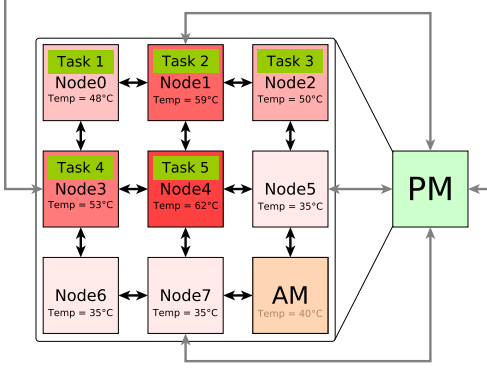 Task 1
Node0
Temp = 48°C
Task 2
Node1
Temp = 59°C
Task 3
Node2
Temp = 50°C
Task 4
Node3
Temp = 53°C
Task 5
Node4
Temp = 62°C
Node5
Temp = 35°C
PM
Node6
Temp = 35°C
Node7
Temp = 35°C
AM
Temp = 40°C